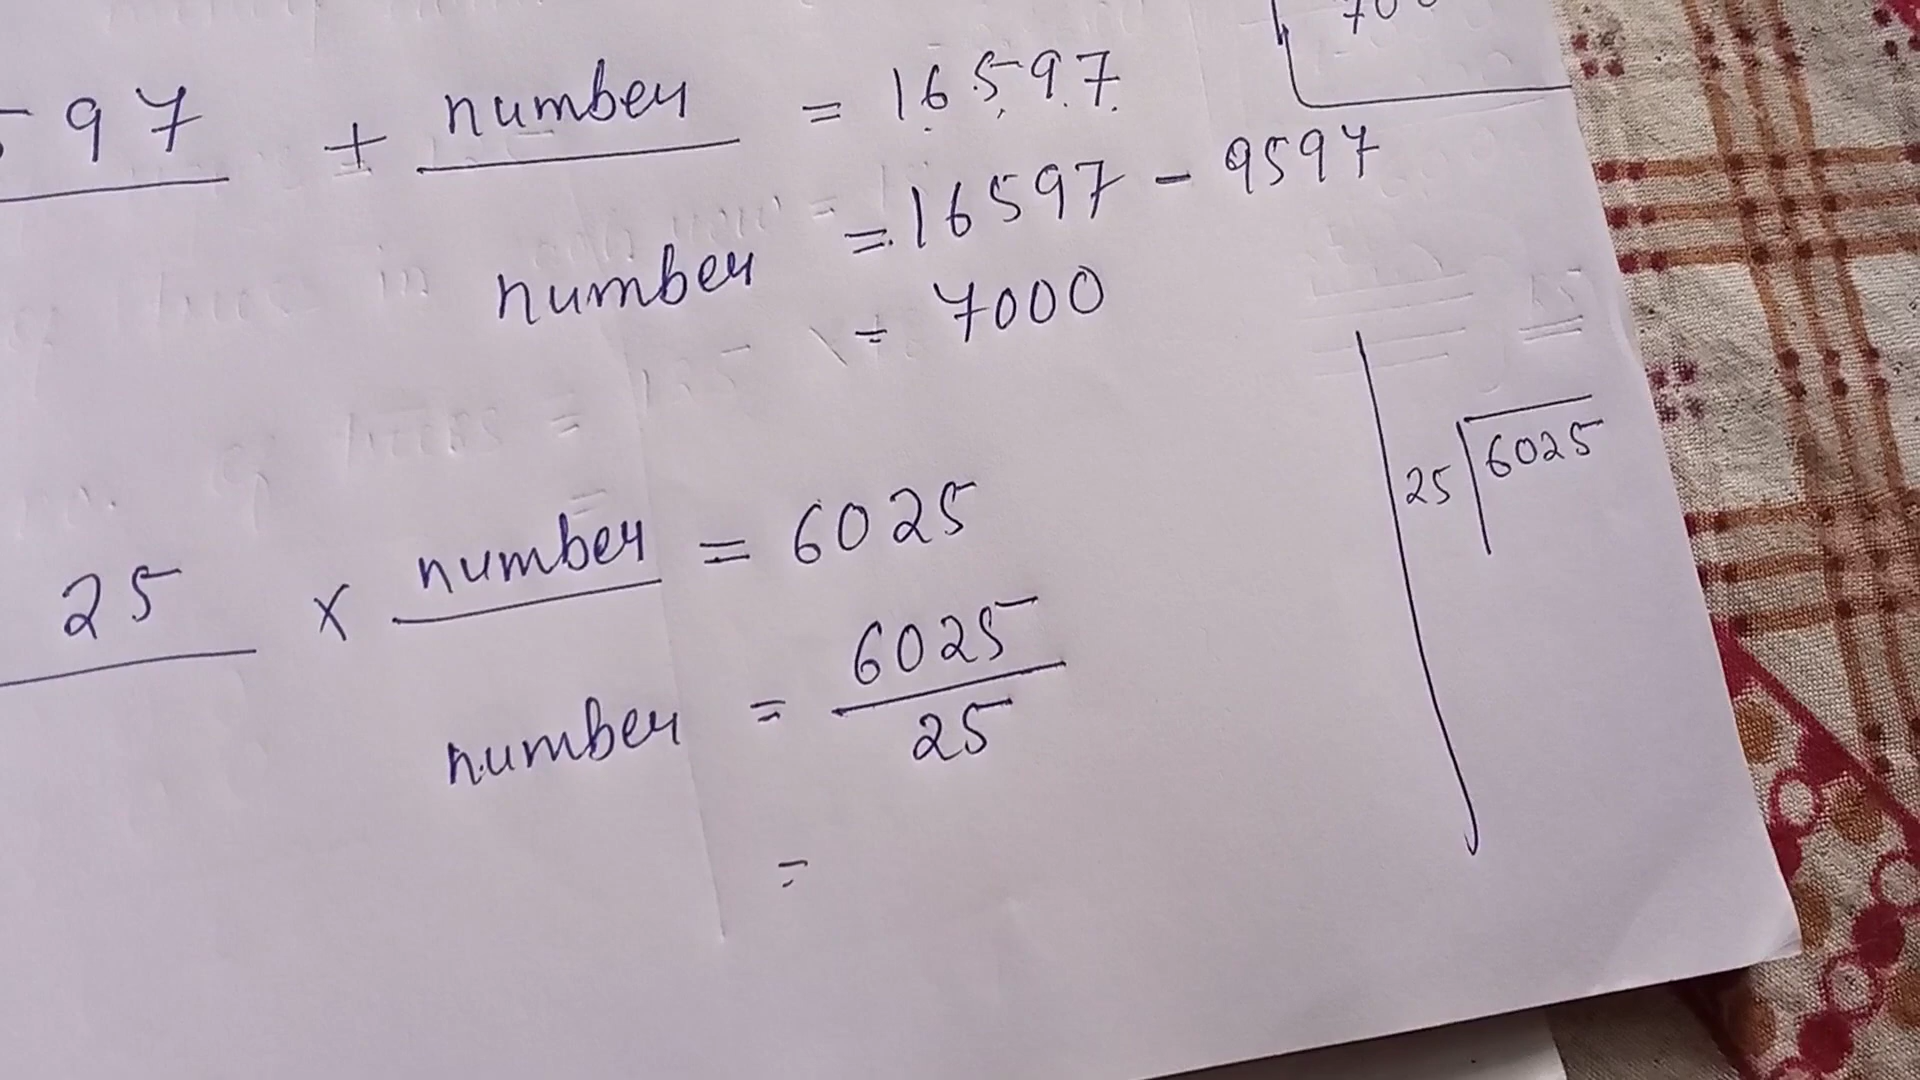 97 + number = 16597
number = 16597 - 9597
= 7000
25 × number = 6025
number = 6025
25
=
25 6025